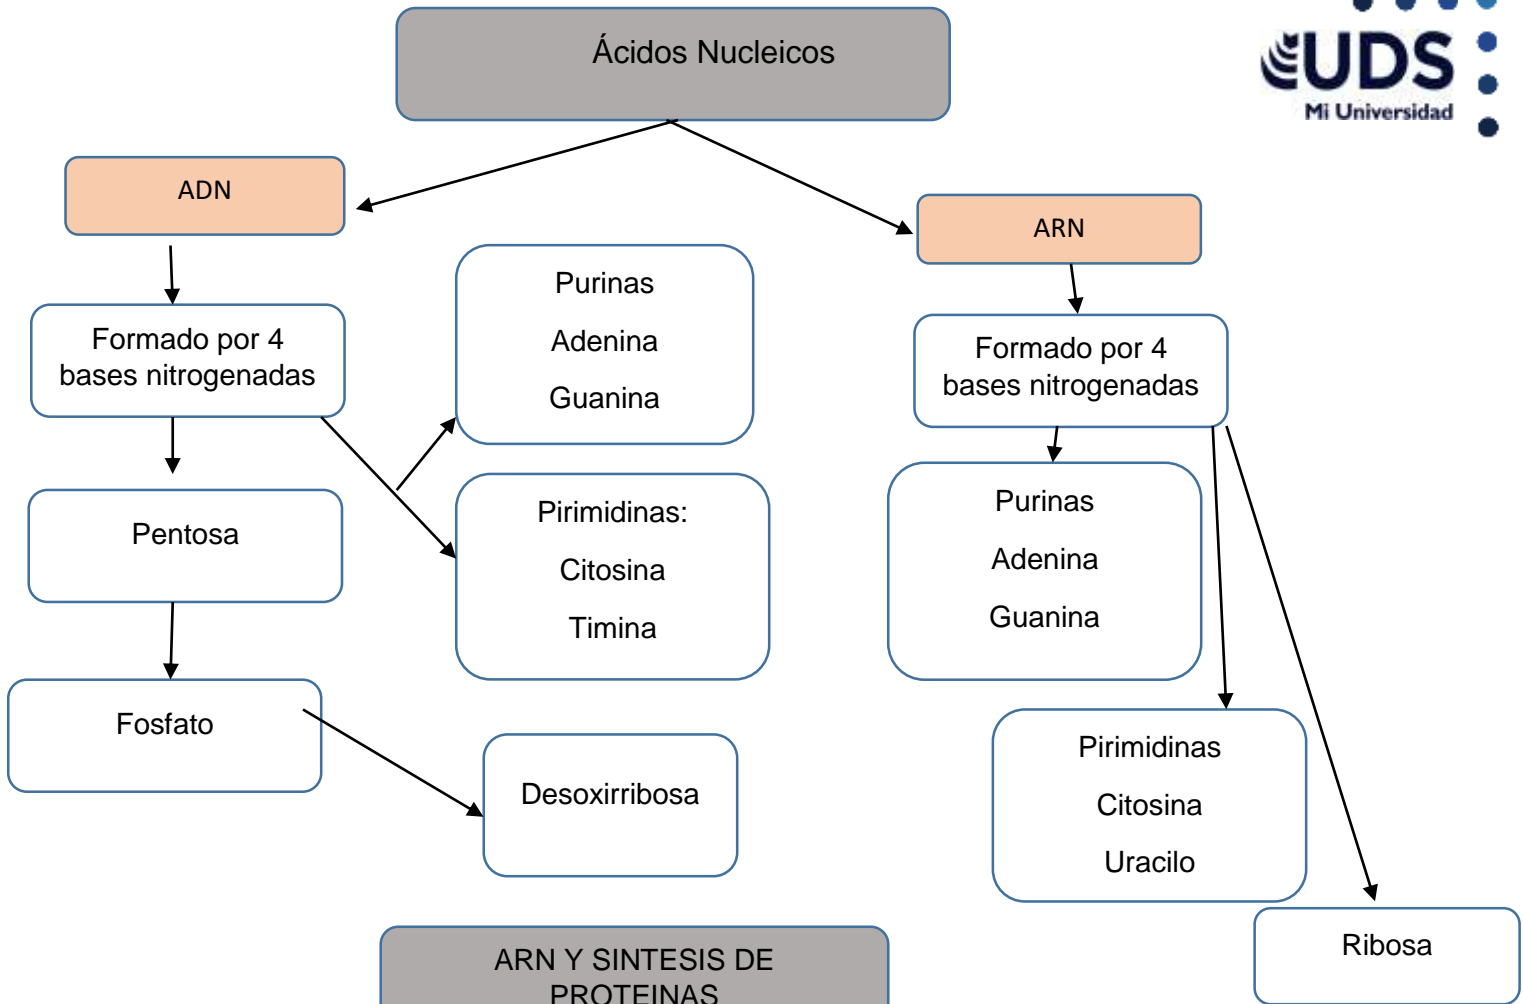 Ácidos Nucleicos
UDS
Mi Universidad
ADN
ARN
Formado por 4
bases nitrogenadas
Purinas
Adenina
Guanina
Pirimidinas:
Citosina
Timina
Pentosa
Fosfato
Desoxirribosa
Formado por 4
bases nitrogenadas
Purinas
Adenina
Guanina
Pirimidinas
Citosina
Uracilo
Ribosa
ARN Y SINTESIS DE
PROTEINAS